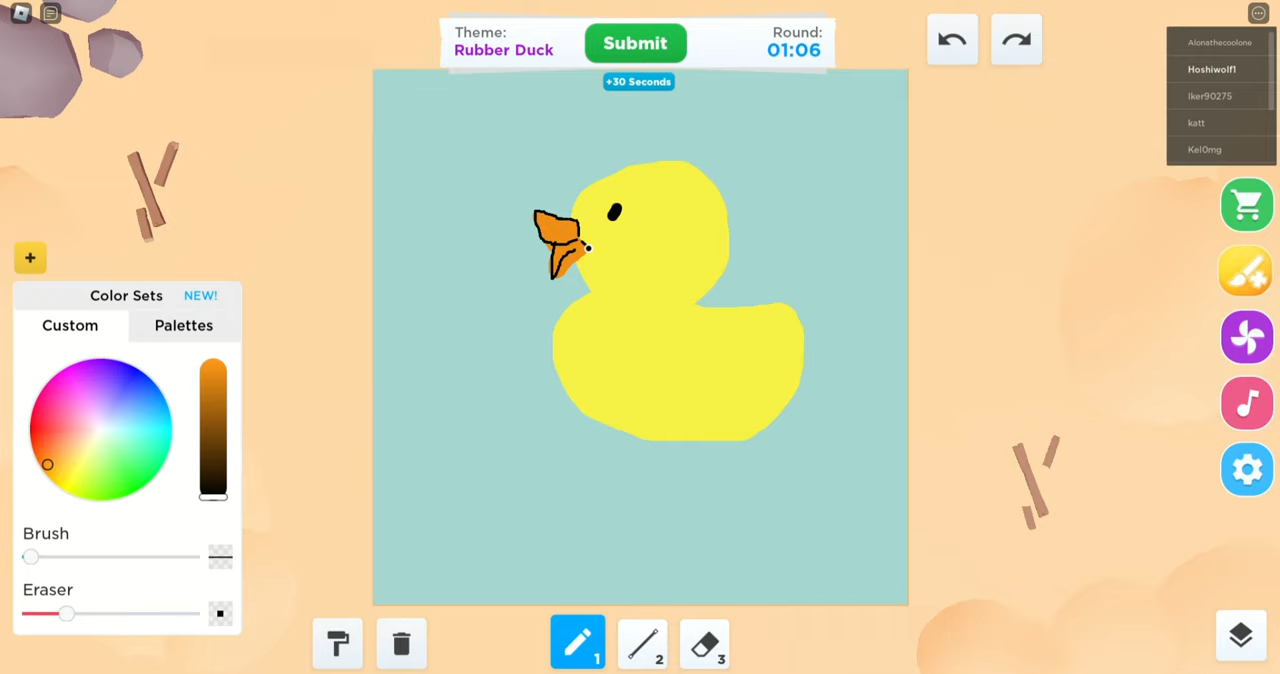 Theme:
Rubber Duck
Submit
Round:
01:06
+30 Seconds
Alonathecoolone
Hoshiwolf1
Iker90275
katt
Kel0mg
+
Color Sets NEW!
Custom Palettes
Brush
Eraser
1
2
3